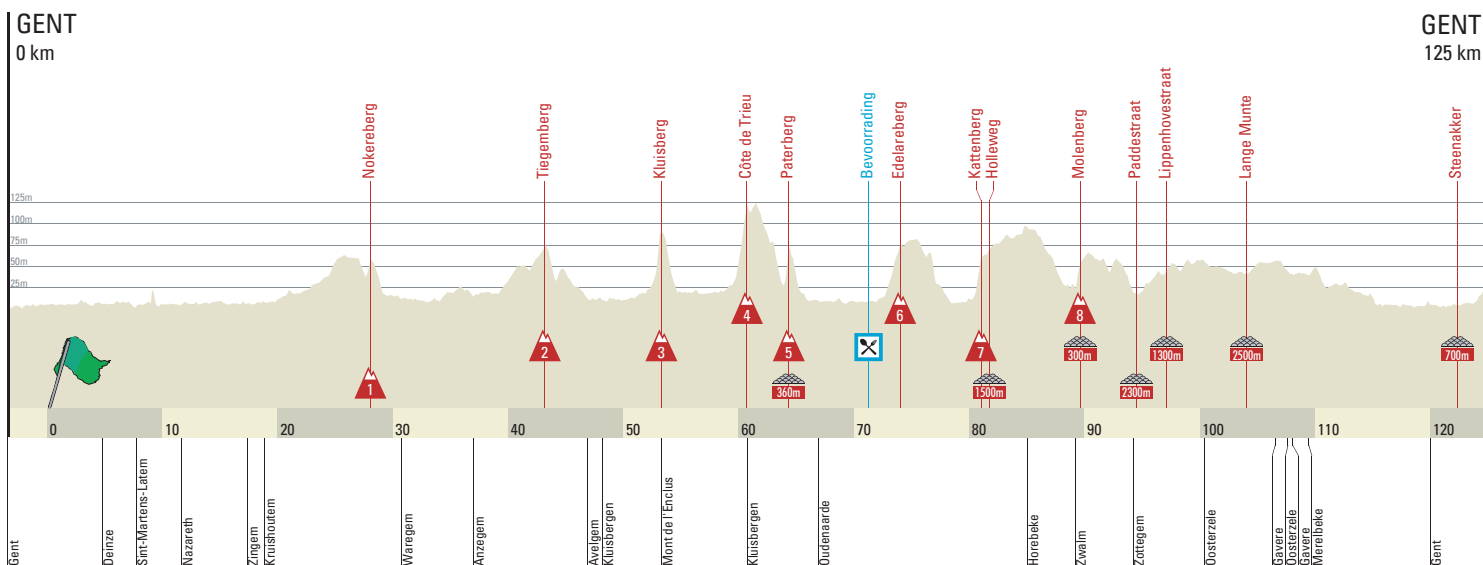 GENT
0 km
GENT
125 km
Nokereberg
Tiegemberg
Kluisberg
Côte de Trieu
Paterberg
Bevoorrading
Edelareberg
Kattenberg
Holleweg
Molenberg
Paddestraat
Lippenhovestraat
Lange Munte
Steenakker
125m
100m
75m
50m
25m
1
2
3
4
5
6
7
8
360m
1500m
300m
2300m
1300m
2500m
700m
0
10
20
30
40
50
60
70
80
90
100
110
120
Gent
Deinze
Sint-Martens-Latem
Nazareth
Zingem
Kruishoutem
Waregem
Anzegem
Avelgem
Kluisbergen
Mont de l'Enclus
Kluisbergen
Oudenaarde
Horebeke
Zwalm
Zottegem
Oosterzele
Gavere
Oosterzele
Gavere
Merelbeke
Gent